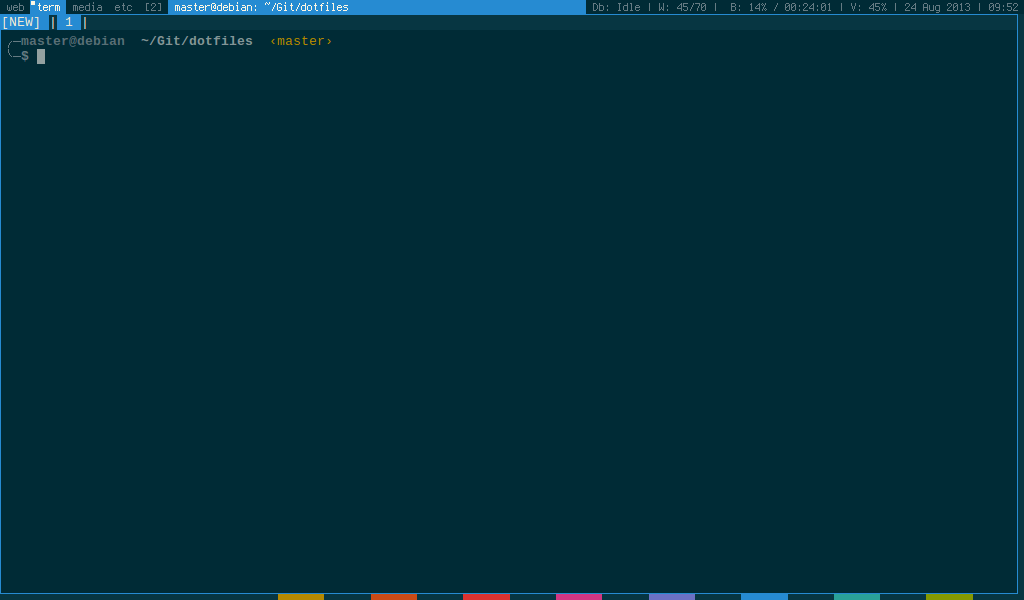 web term media etc [2] master@debian: ~/Git/dotfiles Db: Idle | W: 45/70 | B: 14% / 00:24:01 | V: 45% | 24 Aug 2013 | 09:52
[NEW] | 1 |
╭─master@debian ~/Git/dotfiles ‹master›
╰─$